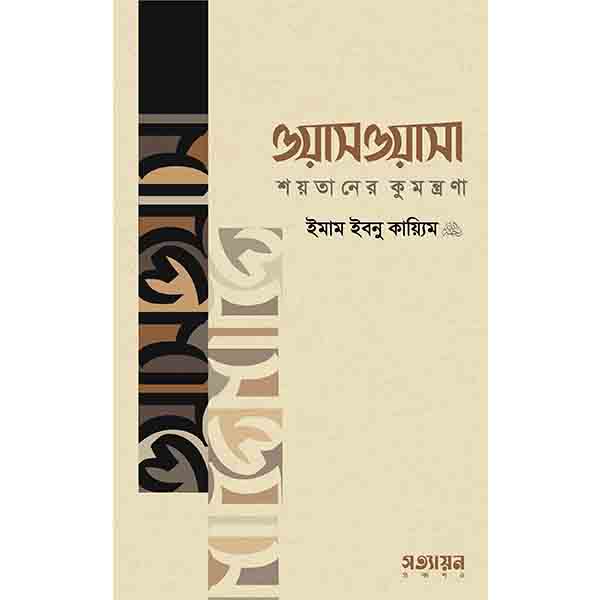 ওয়াসওয়াসা
শয়তানের কুমন্ত্রণা
ইমাম ইবনু কায়্যিম
সত্যায়ন
প্রকাশন